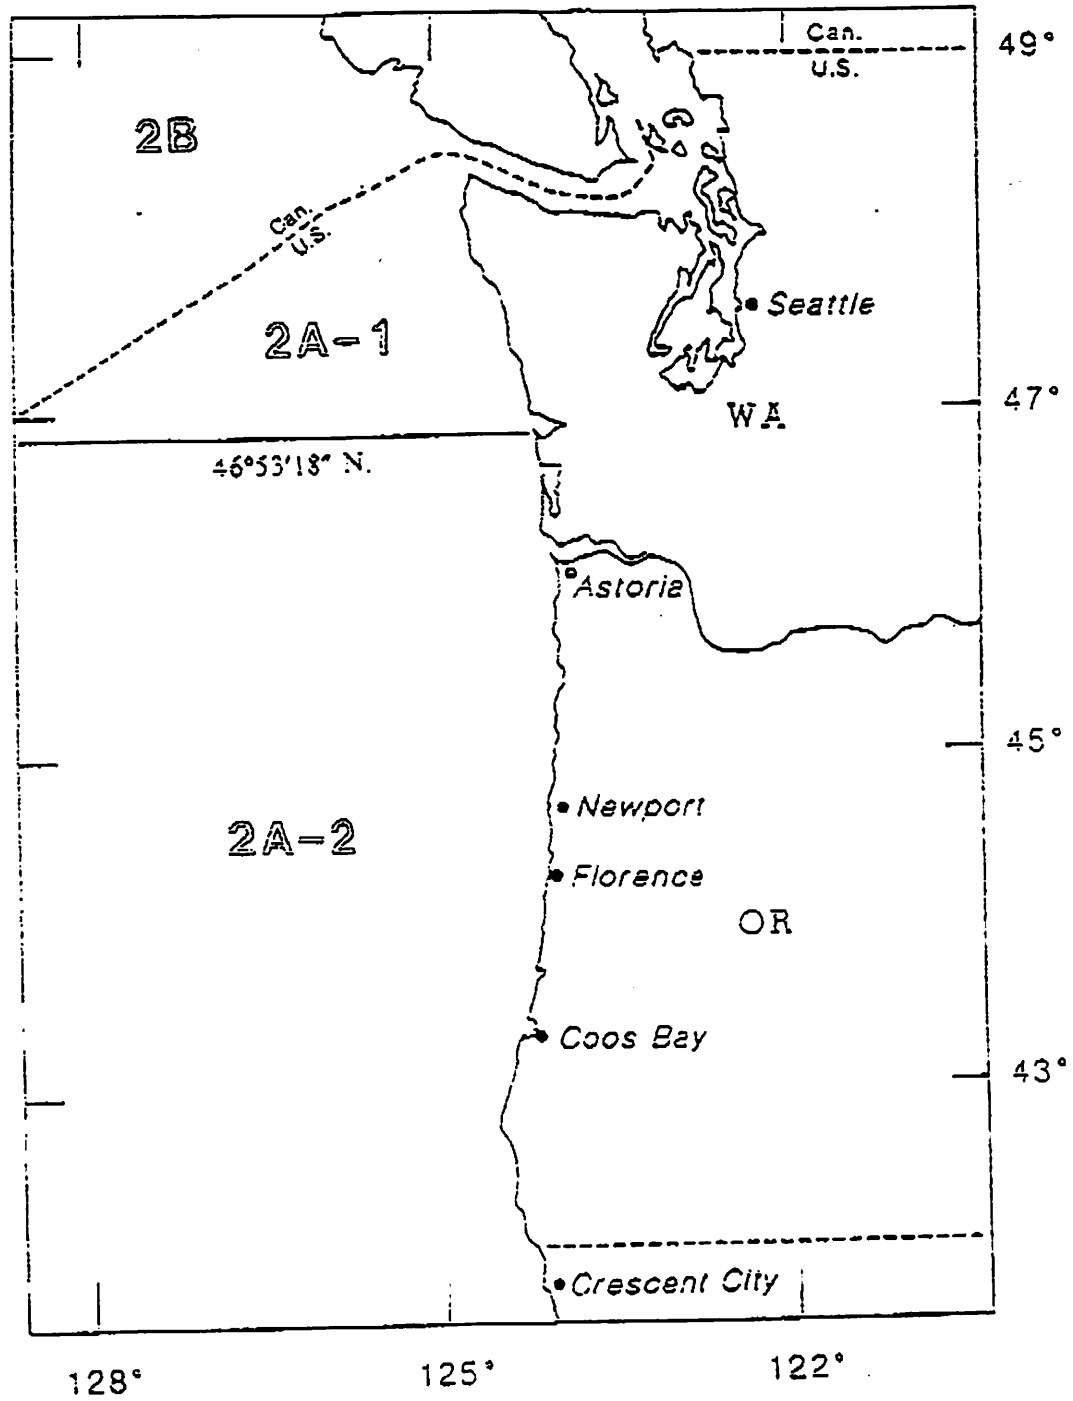 Can.
U.S.
49°
2B
Can.
U.S.
Seattle
2A-1
47°
WA
46°53'18" N.
Astoria
45°
Newport
2A-2
Florence
OR
Coos Bay
43°
Crescent City
128° 125° 122°